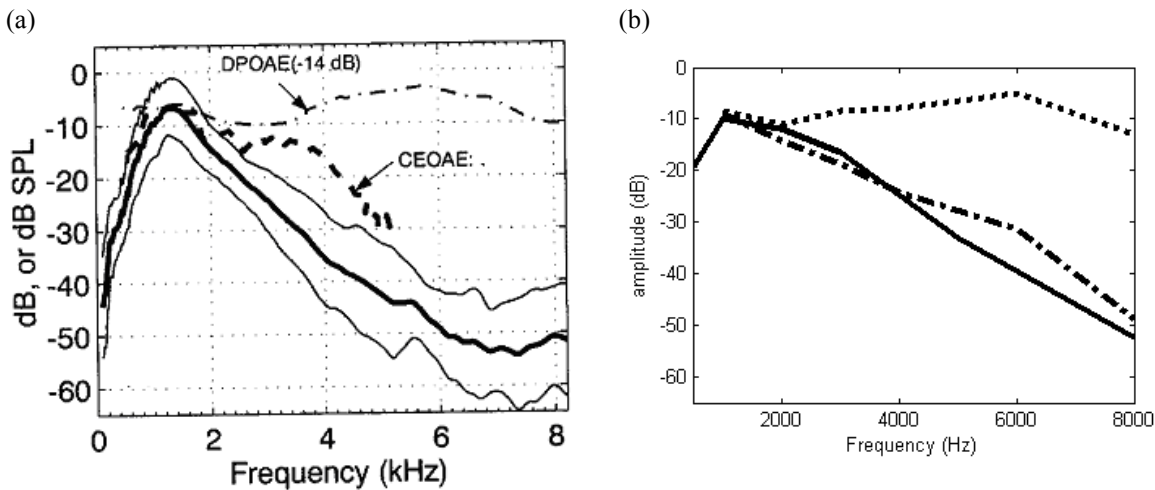 (a)
DPOAE(-14 dB)
CEOAE:
0
-10
-20
-30
-40
-50
-60
dB, or dB SPL
0 2 4 6 8
Frequency (kHz)
(b)
0
-10
-20
-30
-40
-50
-60
amplitude (dB)
2000 4000 6000 8000
Frequency (Hz)